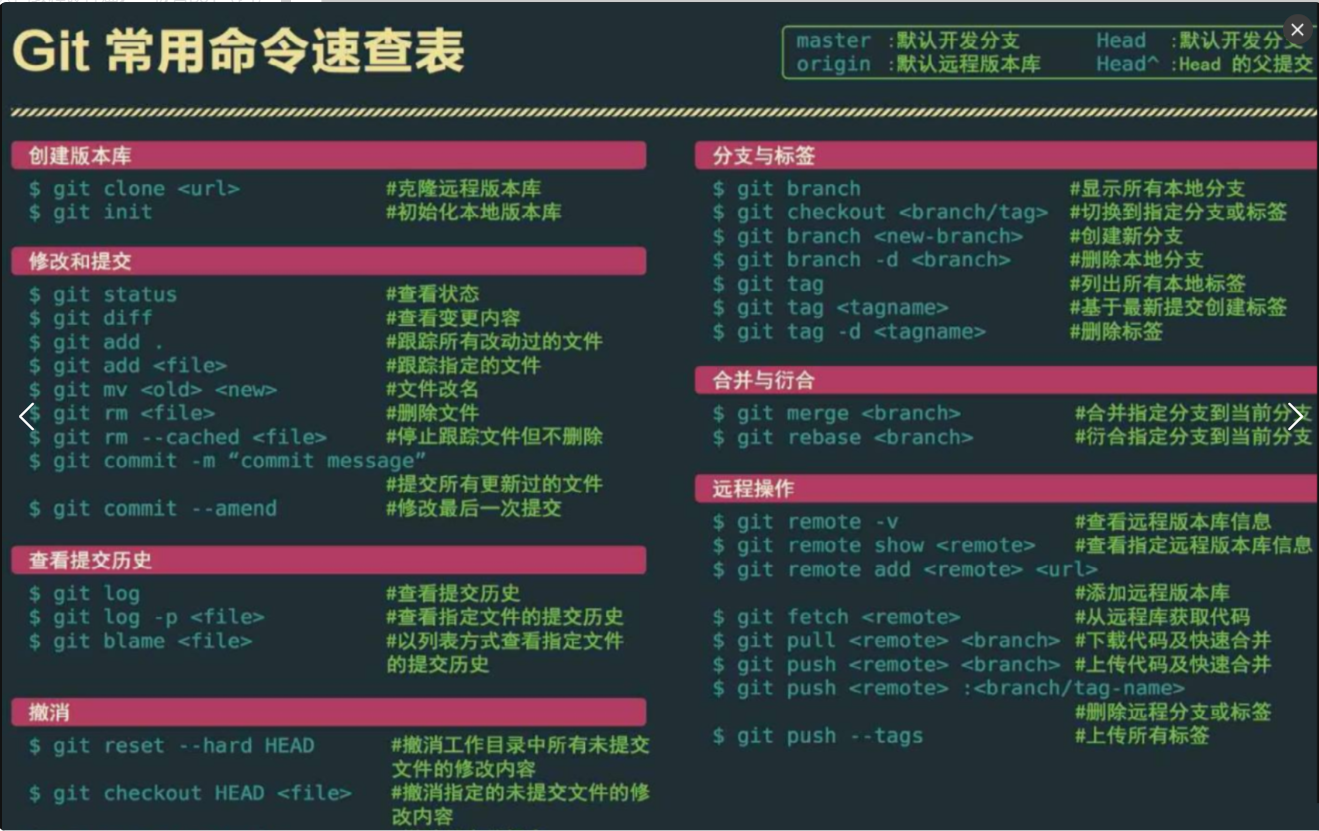 Git 常用命令速查表
master :默认开发分支 Head :默认开发分支
origin :默认远程版本库 Head^ :Head 的父提交
创建版本库
$ git clone <url> #克隆远程版本库
$ git init #初始化本地版本库
修改和提交
$ git status #查看状态
$ git diff #查看变更内容
$ git add . #跟踪所有改动过的文件
$ git add <file> #跟踪指定的文件
$ git mv <old> <new> #文件改名
$ git rm <file> #删除文件
$ git rm --cached <file> #停止跟踪文件但不删除
$ git commit -m “commit message”
#提交所有更新过的文件
$ git commit --amend #修改最后一次提交
查看提交历史
$ git log #查看提交历史
$ git log -p <file> #查看指定文件的提交历史
$ git blame <file> #以列表方式查看指定文件
的提交历史
撤消
$ git reset --hard HEAD #撤消工作目录中所有未提交
文件的修改内容
$ git checkout HEAD <file> #撤消指定的未提交文件的修
改内容
分支与标签
$ git branch #显示所有本地分支
$ git checkout <branch/tag> #切换到指定分支或标签
$ git branch <new-branch> #创建新分支
$ git branch -d <branch> #删除本地分支
$ git tag #列出所有本地标签
$ git tag <tagname> #基于最新提交创建标签
$ git tag -d <tagname> #删除标签
合并与衍合
$ git merge <branch> #合并指定分支到当前分支
$ git rebase <branch> #衍合指定分支到当前分支
远程操作
$ git remote -v #查看远程版本库信息
$ git remote show <remote> #查看指定远程版本库信息
$ git remote add <remote> <url>
#添加远程版本库
$ git fetch <remote> #从远程库获取代码
$ git pull <remote> <branch> #下载代码及快速合并
$ git push <remote> <branch> #上传代码及快速合并
$ git push <remote> :<branch/tag-name>
#删除远程分支或标签
$ git push --tags #上传所有标签